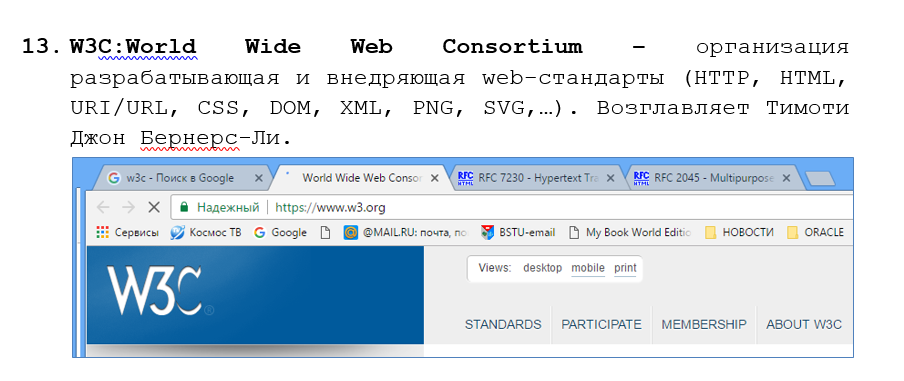 13. W3C:World Wide Web Consortium – организация
разрабатывающая и внедряющая web-стандарты (HTTP, HTML,
URI/URL, CSS, DOM, XML, PNG, SVG,…). Возглавляет Тимоти
Джон Бернерс-Ли.
w3c - Поиск в Google World Wide Web Consor RFC HTML RFC 7230 - Hypertext Tra RFC HTML RFC 2045 - Multipurpose
Надежный https://www.w3.org
Сервисы Космос ТВ Google @MAIL.RU: почта, по BSTU-email My Book World Editio НОВОСТИ ORACLE
W3C®
Views: desktop mobile print
STANDARDS PARTICIPATE MEMBERSHIP ABOUT W3C